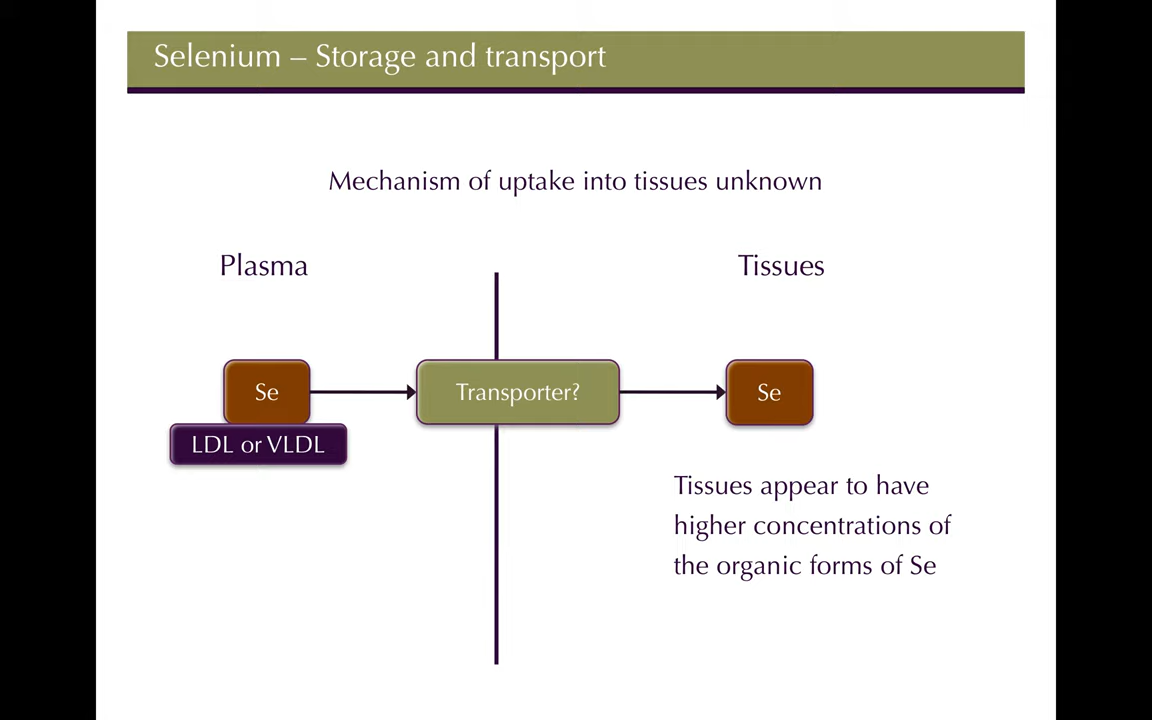 Selenium – Storage and transport
Mechanism of uptake into tissues unknown
Plasma
Tissues
Se
Transporter?
Se
LDL or VLDL
Tissues appear to have
higher concentrations of
the organic forms of Se